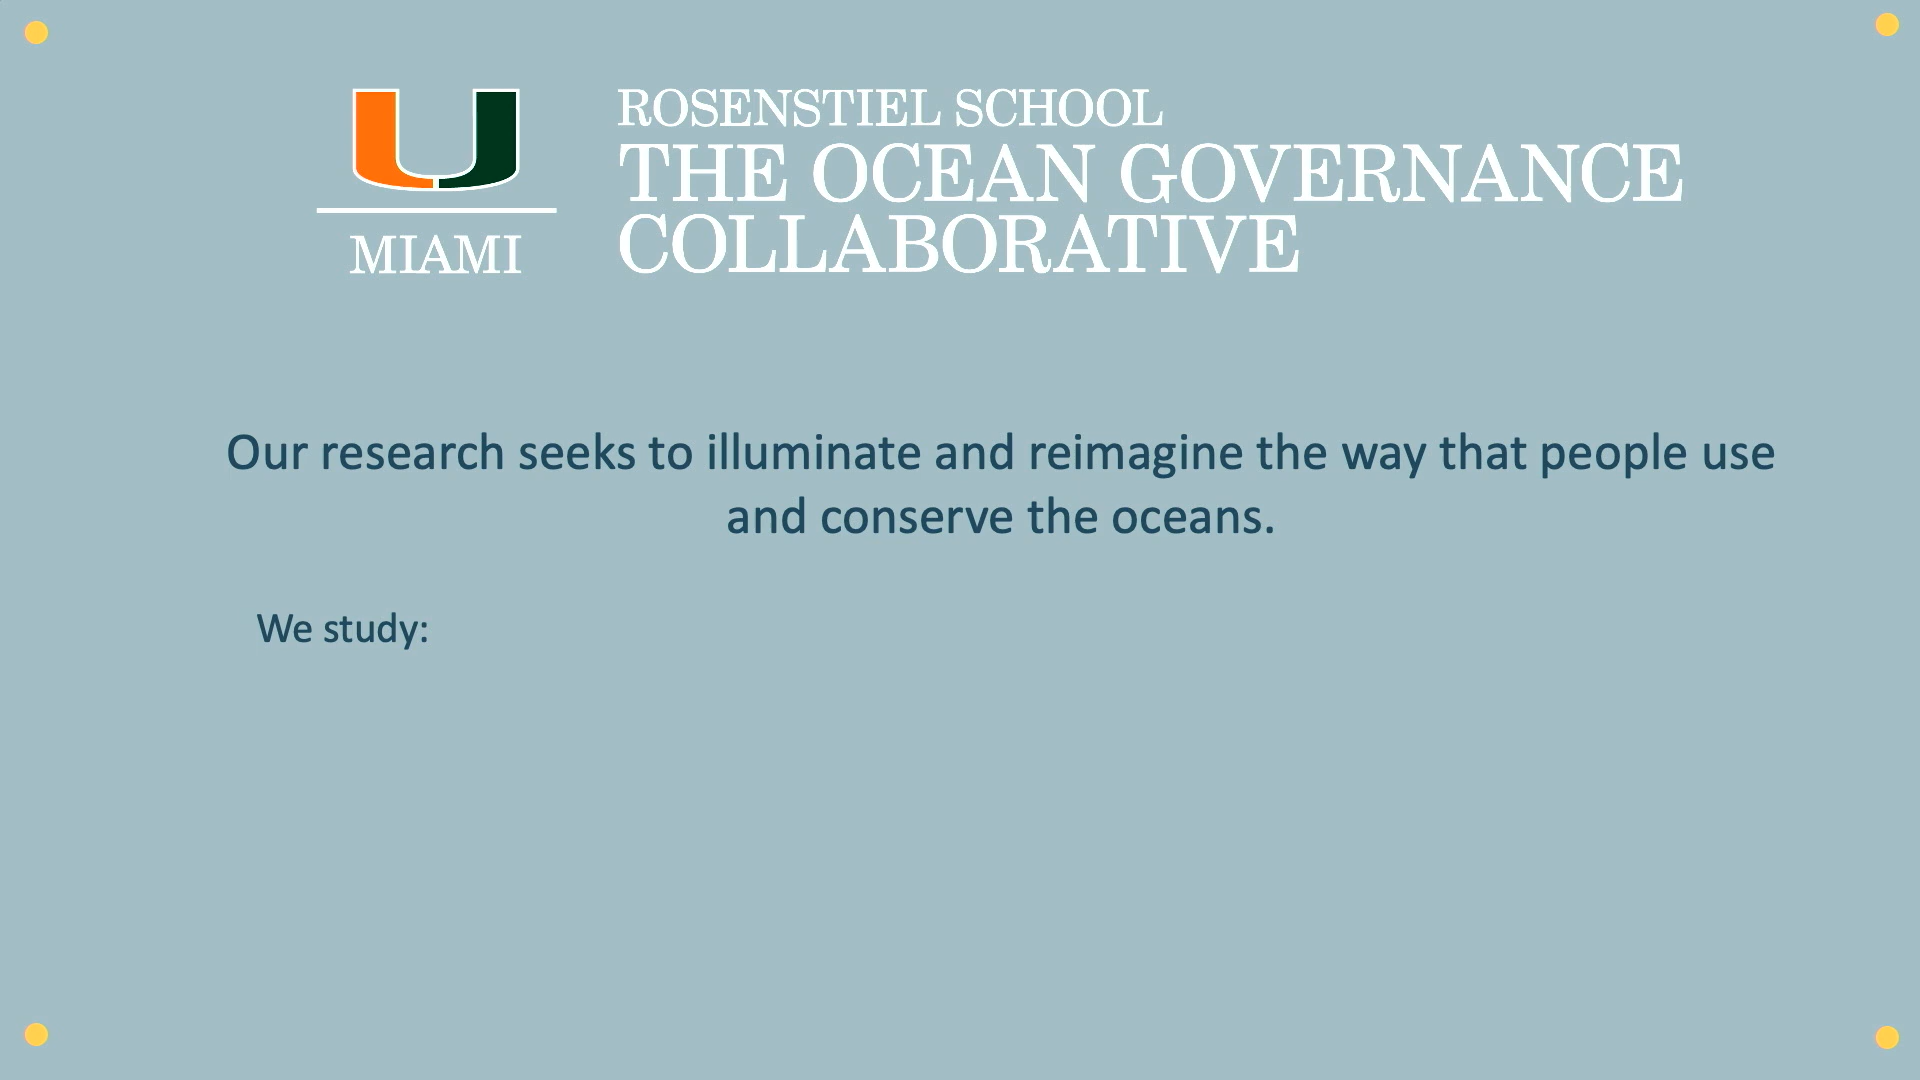 ROSENSTIEL SCHOOL
THE OCEAN GOVERNANCE
COLLABORATIVE
MIAMI
Our research seeks to illuminate and reimagine the way that people use
and conserve the oceans.
We study: